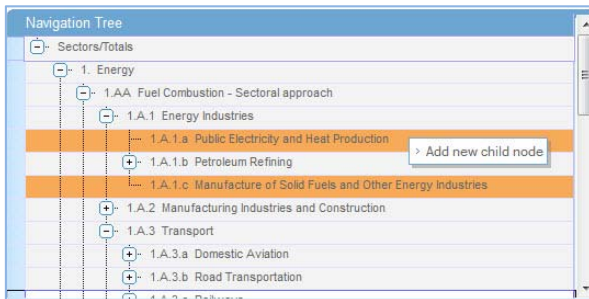 Navigation Tree
Sectors/Totals
1. Energy
1.AA Fuel Combustion - Sectoral approach
1.A.1 Energy Industries
1.A.1.a Public Electricity and Heat Production
> Add new child node
1.A.1.b Petroleum Refining
1.A.1.c Manufacture of Solid Fuels and Other Energy Industries
1.A.2 Manufacturing Industries and Construction
1.A.3 Transport
1.A.3.a Domestic Aviation
1.A.3.b Road Transportation
1.A.3.c Railways